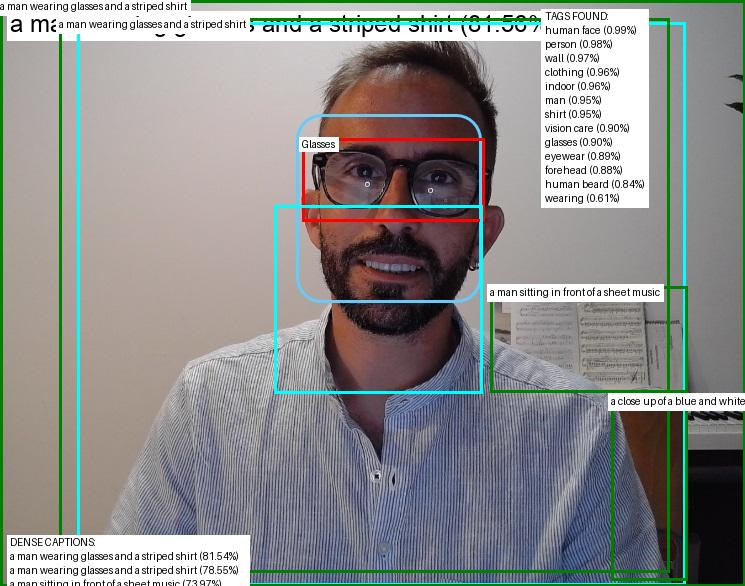 a man wearing glasses and a striped shirt
a man wearing glasses and a striped shirt
and a striped shirt (81.56%
TAGS FOUND:
human face (0.99%)
person (0.98%)
wall (0.97%)
clothing (0.96%)
indoor (0.96%)
man (0.95%)
shirt (0.95%)
vision care (0.90%)
glasses (0.90%)
eyewear (0.89%)
forehead (0.88%)
human beard (0.84%)
wearing (0.61%)
Glasses
a man sitting in front of a sheet music
a close up of a blue and white
DENSE CAPTIONS:
a man wearing glasses and a striped shirt (81.54%)
a man wearing glasses and a striped shirt (78.55%)
a man sitting in front of a sheet music (73.97%)